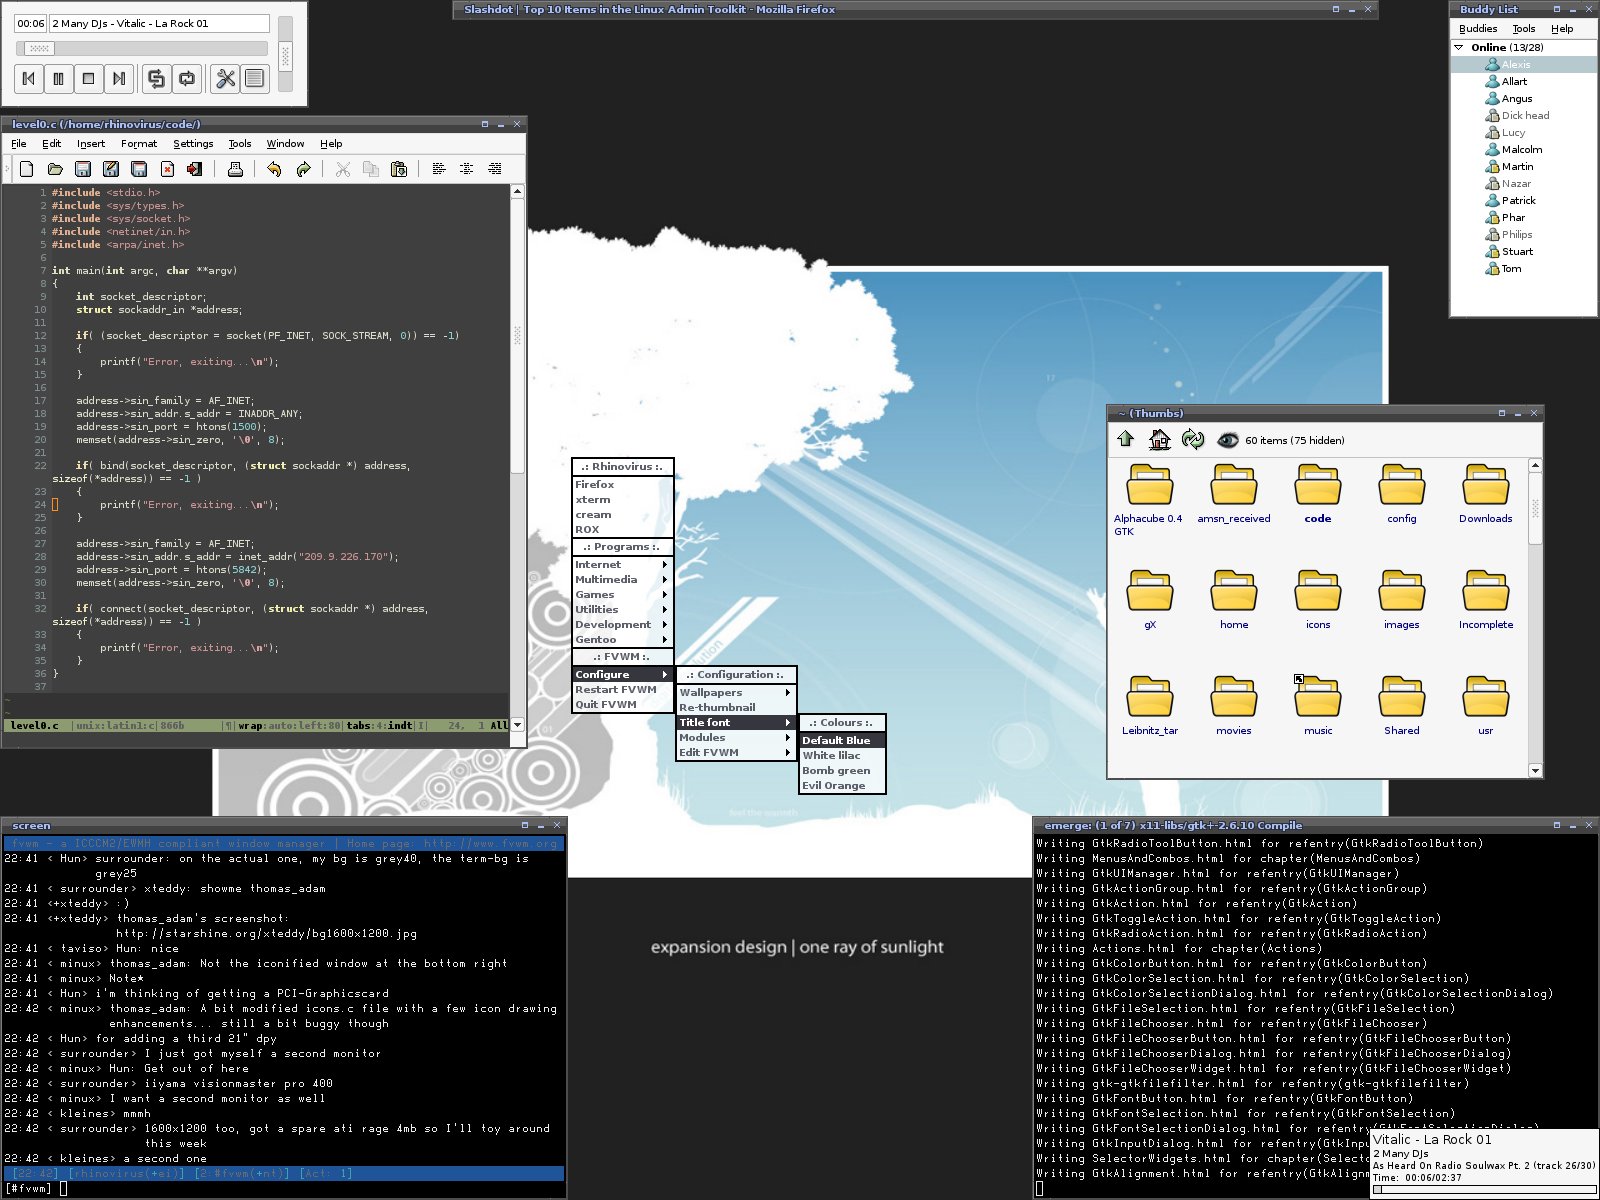 00:06 2 Many DJs - Vitalic - La Rock 01
Slashdot | Top 10 Items in the Linux Admin Toolkit - Mozilla Firefox
Buddy List
Buddies Tools Help
Online (13/28)
Alexis
Allart
Angus
Dick head
Lucy
Malcolm
Martin
Nazar
Patrick
Phar
Philips
Stuart
Tom
level0.c (/home/rhinovirus/code/)
File Edit Insert Format Settings Tools Window Help
1 #include <stdio.h>
2 #include <sys/types.h>
3 #include <sys/socket.h>
4 #include <netinet/in.h>
5 #include <arpa/inet.h>
6
7 int main(int argc, char **argv)
8 {
9 int socket_descriptor;
10 struct sockaddr_in *address;
11
12 if( (socket_descriptor = socket(PF_INET, SOCK_STREAM, 0)) == -1)
13 {
14 printf("Error, exiting...\n");
15 }
16
17 address->sin_family = AF_INET;
18 address->sin_addr.s_addr = INADDR_ANY;
19 address->sin_port = htons(1500);
20 memset(address->sin_zero, '\0', 8);
21
22 if( bind(socket_descriptor, (struct sockaddr *) address,
sizeof(*address)) == -1 )
23 {
24 printf("Error, exiting...\n");
25 }
26
27 address->sin_family = AF_INET;
28 address->sin_addr.s_addr = inet_addr("209.9.226.170");
29 address->sin_port = htons(5842);
30 memset(address->sin_zero, '\0', 8);
31
32 if( connect(socket_descriptor, (struct sockaddr *) address,
sizeof(*address)) == -1 )
33 {
34 printf("Error, exiting...\n");
35 }
36 }
37
~
~
level0.c |unix:latin1:c|866b |¶|wrap:auto:left:80|tabs:4:indt|I| 24, 1 All
.: Rhinovirus :.
Firefox
xterm
cream
ROX
.: Programs :.
Internet
Multimedia
Games
Utilities
Development
Gentoo
.: FVWM :.
Configure
Restart FVWM
Quit FVWM
.: Configuration :.
Wallpapers
Re-thumbnail
Title font
Modules
Edit FVWM
.: Colours :.
Default Blue
White lilac
Bomb green
Evil Orange
~ (Thumbs)
60 items (75 hidden)
Alphacube 0.4 GTK
amsn_received
code
config
Downloads
gX
home
icons
images
Incomplete
Leibnitz_tar
movies
music
Shared
usr
17
01
feel the warmth
expansion design | one ray of sunlight
screen
fvwm - a ICCCM2/EWMH compliant window manager | Home page: http://www.fvwm.org
22:41 < Hun> surrounder: on the actual one, my bg is grey40, the term-bg is
grey25
22:41 < surrounder> xteddy: showme thomas_adam
22:41 <+xteddy> :)
22:41 <+xteddy> thomas_adam's screenshot:
http://starshine.org/xteddy/bg1600x1200.jpg
22:41 < taviso> Hun: nice
22:41 < minux> thomas_adam: Not the iconified window at the bottom right
22:41 < minux> Note*
22:41 < Hun> i'm thinking of getting a PCI-Graphicscard
22:42 < minux> thomas_adam: A bit modified icons.c file with a few icon drawing
enhancements... still a bit buggy though
22:42 < Hun> for adding a third 21" dpy
22:42 < surrounder> I just got myself a second monitor
22:42 < minux> Hun: Get out of here
22:42 < surrounder> iiyama visionmaster pro 400
22:42 < minux> I want a second monitor as well
22:42 < kleines> mmmh
22:42 < surrounder> 1600x1200 too, got a spare ati rage 4mb so I'll toy around
this week
22:42 < kleines> a second one
[22:42] [rhinovirus(+ei)] [2:#fvwm(+nt)] [Act: 1]
[#fvwm]
emerge: (1 of 7) x11-libs/gtk+-2.6.10 Compile
Writing GtkRadioToolButton.html for refentry(GtkRadioToolButton)
Writing MenusAndCombos.html for chapter(MenusAndCombos)
Writing GtkUIManager.html for refentry(GtkUIManager)
Writing GtkActionGroup.html for refentry(GtkActionGroup)
Writing GtkAction.html for refentry(GtkAction)
Writing GtkToggleAction.html for refentry(GtkToggleAction)
Writing GtkRadioAction.html for refentry(GtkRadioAction)
Writing Actions.html for chapter(Actions)
Writing GtkColorButton.html for refentry(GtkColorButton)
Writing GtkColorSelection.html for refentry(GtkColorSelection)
Writing GtkColorSelectionDialog.html for refentry(GtkColorSelectionDialog)
Writing GtkFileSelection.html for refentry(GtkFileSelection)
Writing GtkFileChooser.html for refentry(GtkFileChooser)
Writing GtkFileChooserButton.html for refentry(GtkFileChooserButton)
Writing GtkFileChooserDialog.html for refentry(GtkFileChooserDialog)
Writing GtkFileChooserWidget.html for refentry(GtkFileChooserWidget)
Writing gtk-gtkfilefilter.html for refentry(gtk-gtkfilefilter)
Writing GtkFontButton.html for refentry(GtkFontButton)
Writing GtkFontSelection.html for refentry(GtkFontSelection)
Writing GtkFontSelectionDialog.html for refentry(GtkFontSelectionDialog)
Writing GtkInputDialog.html for refentry(GtkInpu
Writing SelectorWidgets.html for chapter(Selecto
Writing GtkAlignment.html for refentry(GtkAlignm
Vitalic - La Rock 01
2 Many DJs
As Heard On Radio Soulwax Pt. 2 (track 26/30)
Time: 00:06/02:37